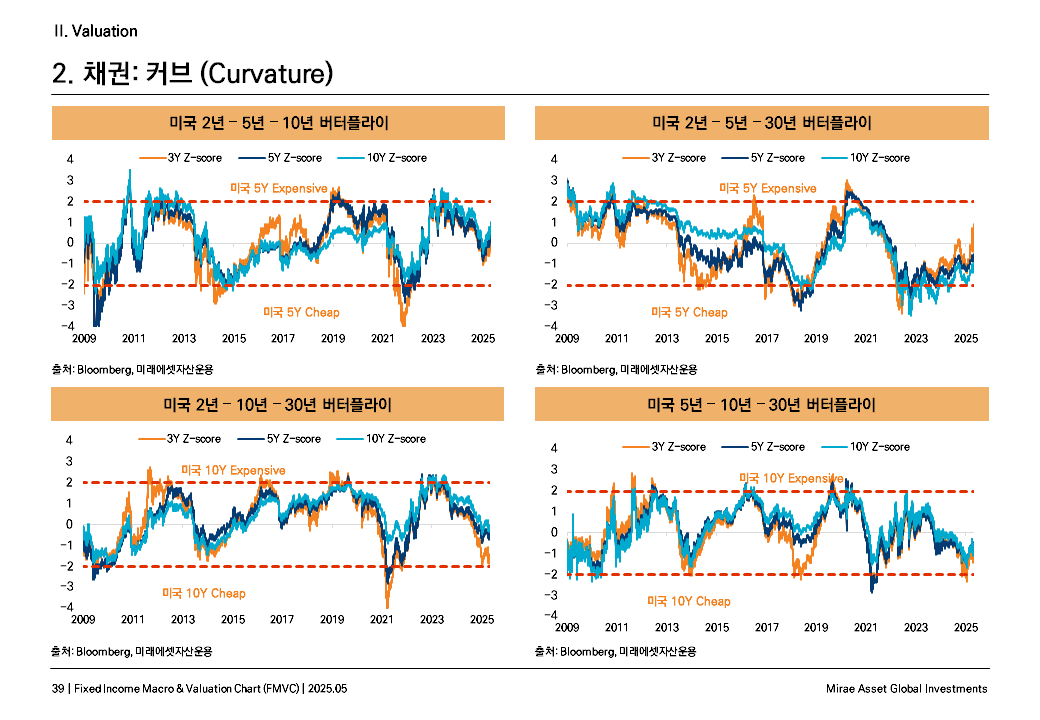 II. Valuation
2. 채권: 커브 (Curvature)
미국 2년 – 5년 – 10년 버터플라이
3Y Z-score 5Y Z-score 10Y Z-score
미국 5Y Expensive
미국 5Y Cheap
4
3
2
1
0
−1
−2
−3
−4
2009 2011 2013 2015 2017 2019 2021 2023 2025
출처: Bloomberg, 미래에셋자산운용
미국 2년 – 5년 – 30년 버터플라이
3Y Z-score 5Y Z-score 10Y Z-score
미국 5Y Expensive
미국 5Y Cheap
4
3
2
1
0
−1
−2
−3
−4
2009 2011 2013 2015 2017 2019 2021 2023 2025
출처: Bloomberg, 미래에셋자산운용
미국 2년 – 10년 – 30년 버터플라이
3Y Z-score 5Y Z-score 10Y Z-score
미국 10Y Expensive
미국 10Y Cheap
4
3
2
1
0
−1
−2
−3
−4
2009 2011 2013 2015 2017 2019 2021 2023 2025
출처: Bloomberg, 미래에셋자산운용
미국 5년 – 10년 – 30년 버터플라이
3Y Z-score 5Y Z-score 10Y Z-score
미국 10Y Expensive
미국 10Y Cheap
4
3
2
1
0
−1
−2
−3
−4
2009 2011 2013 2015 2017 2019 2021 2023 2025
출처: Bloomberg, 미래에셋자산운용
39 | Fixed Income Macro & Valuation Chart (FMVC) | 2025.05
Mirae Asset Global Investments